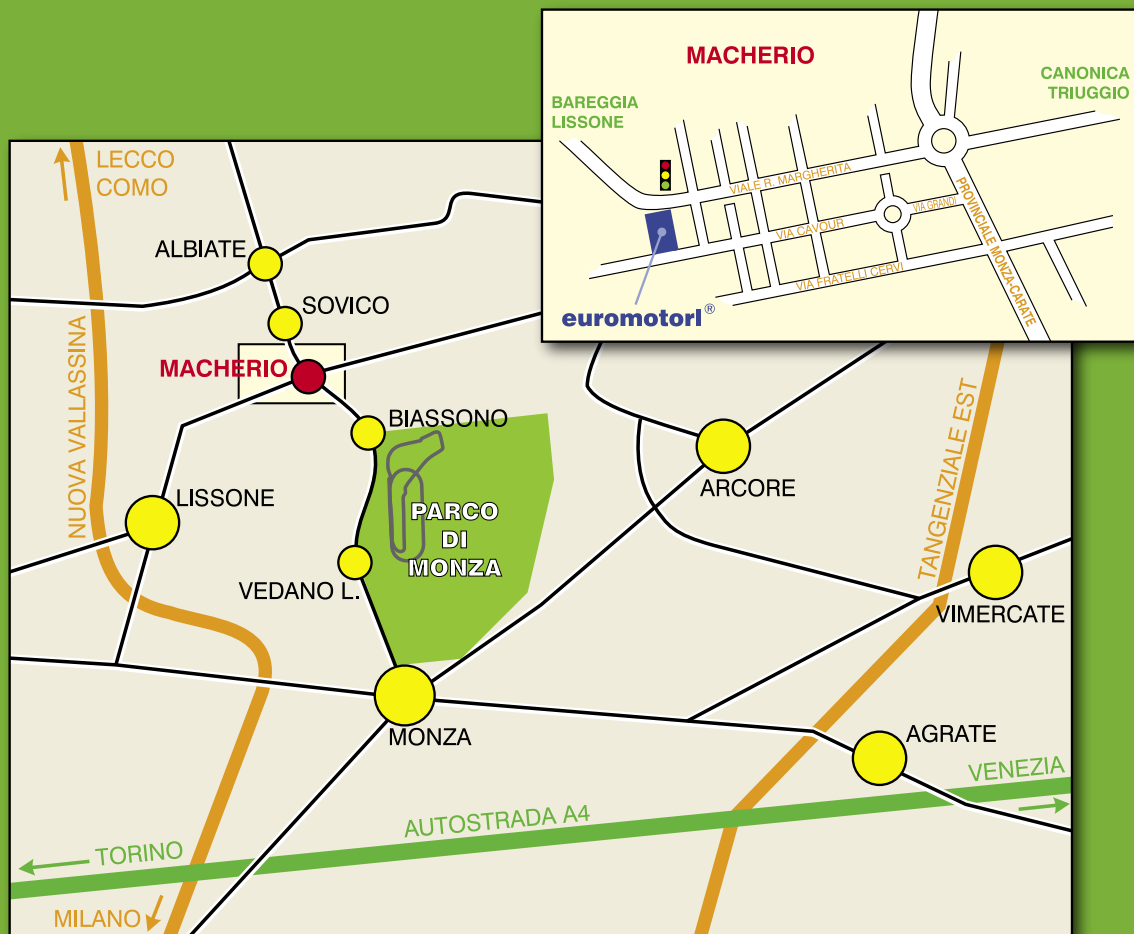 MACHERIO
CANONICA
TRIUGGIO
BAREGGIA
LISSONE
VIALE R. MARGHERITA
VIA GRANDI
VIA CAVOUR
VIA FRATELLI CERVI
PROVINCIALE MONZA-CARATE
euromotorl®
LECCO
COMO
ALBIATE
SOVICO
NUOVA VALLASSINA
MACHERIO
BIASSONO
LISSONE
PARCO
DI
MONZA
ARCORE
TANGENZIALE EST
VEDANO L.
VIMERCATE
MONZA
AGRATE
VENEZIA
AUTOSTRADA A4
TORINO
MILANO